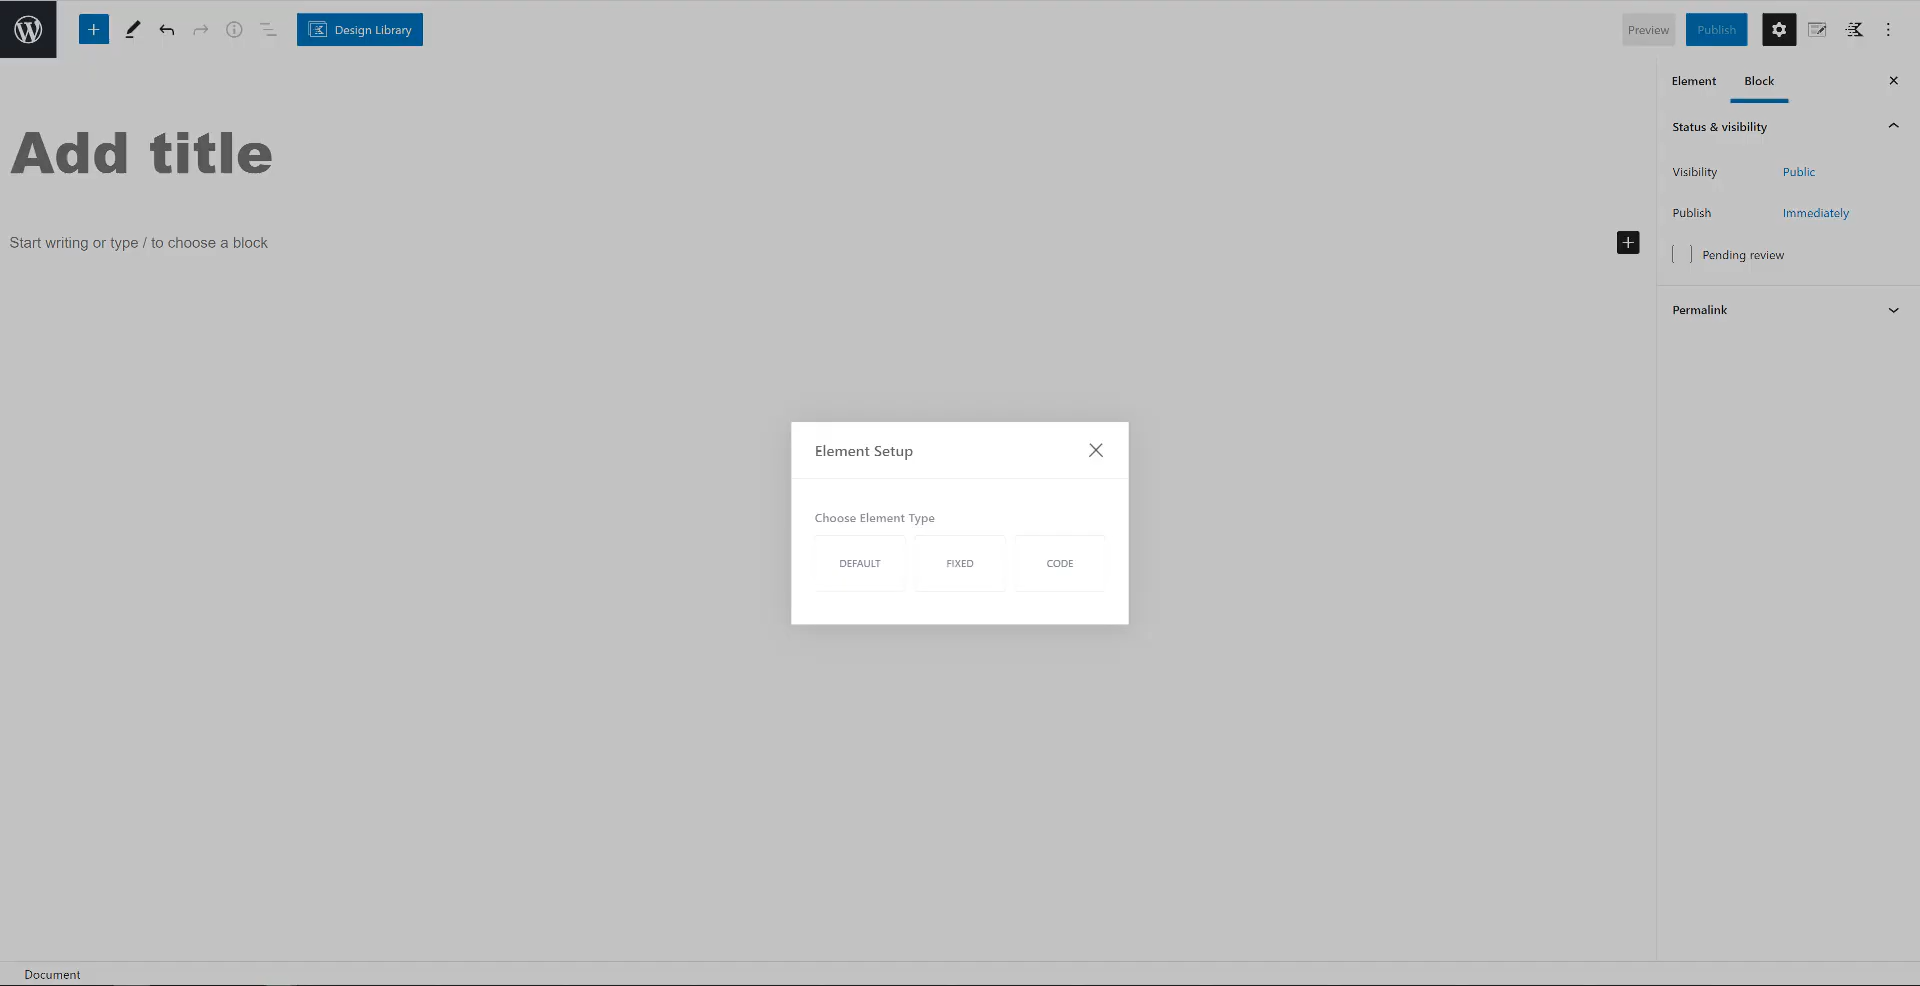 Design Library
Preview
Publish
Element
Block
Status & visibility
Add title
Visibility
Public
Publish
Immediately
Start writing or type / to choose a block
Pending review
Permalink
Element Setup
Choose Element Type
DEFAULT
FIXED
CODE
Document